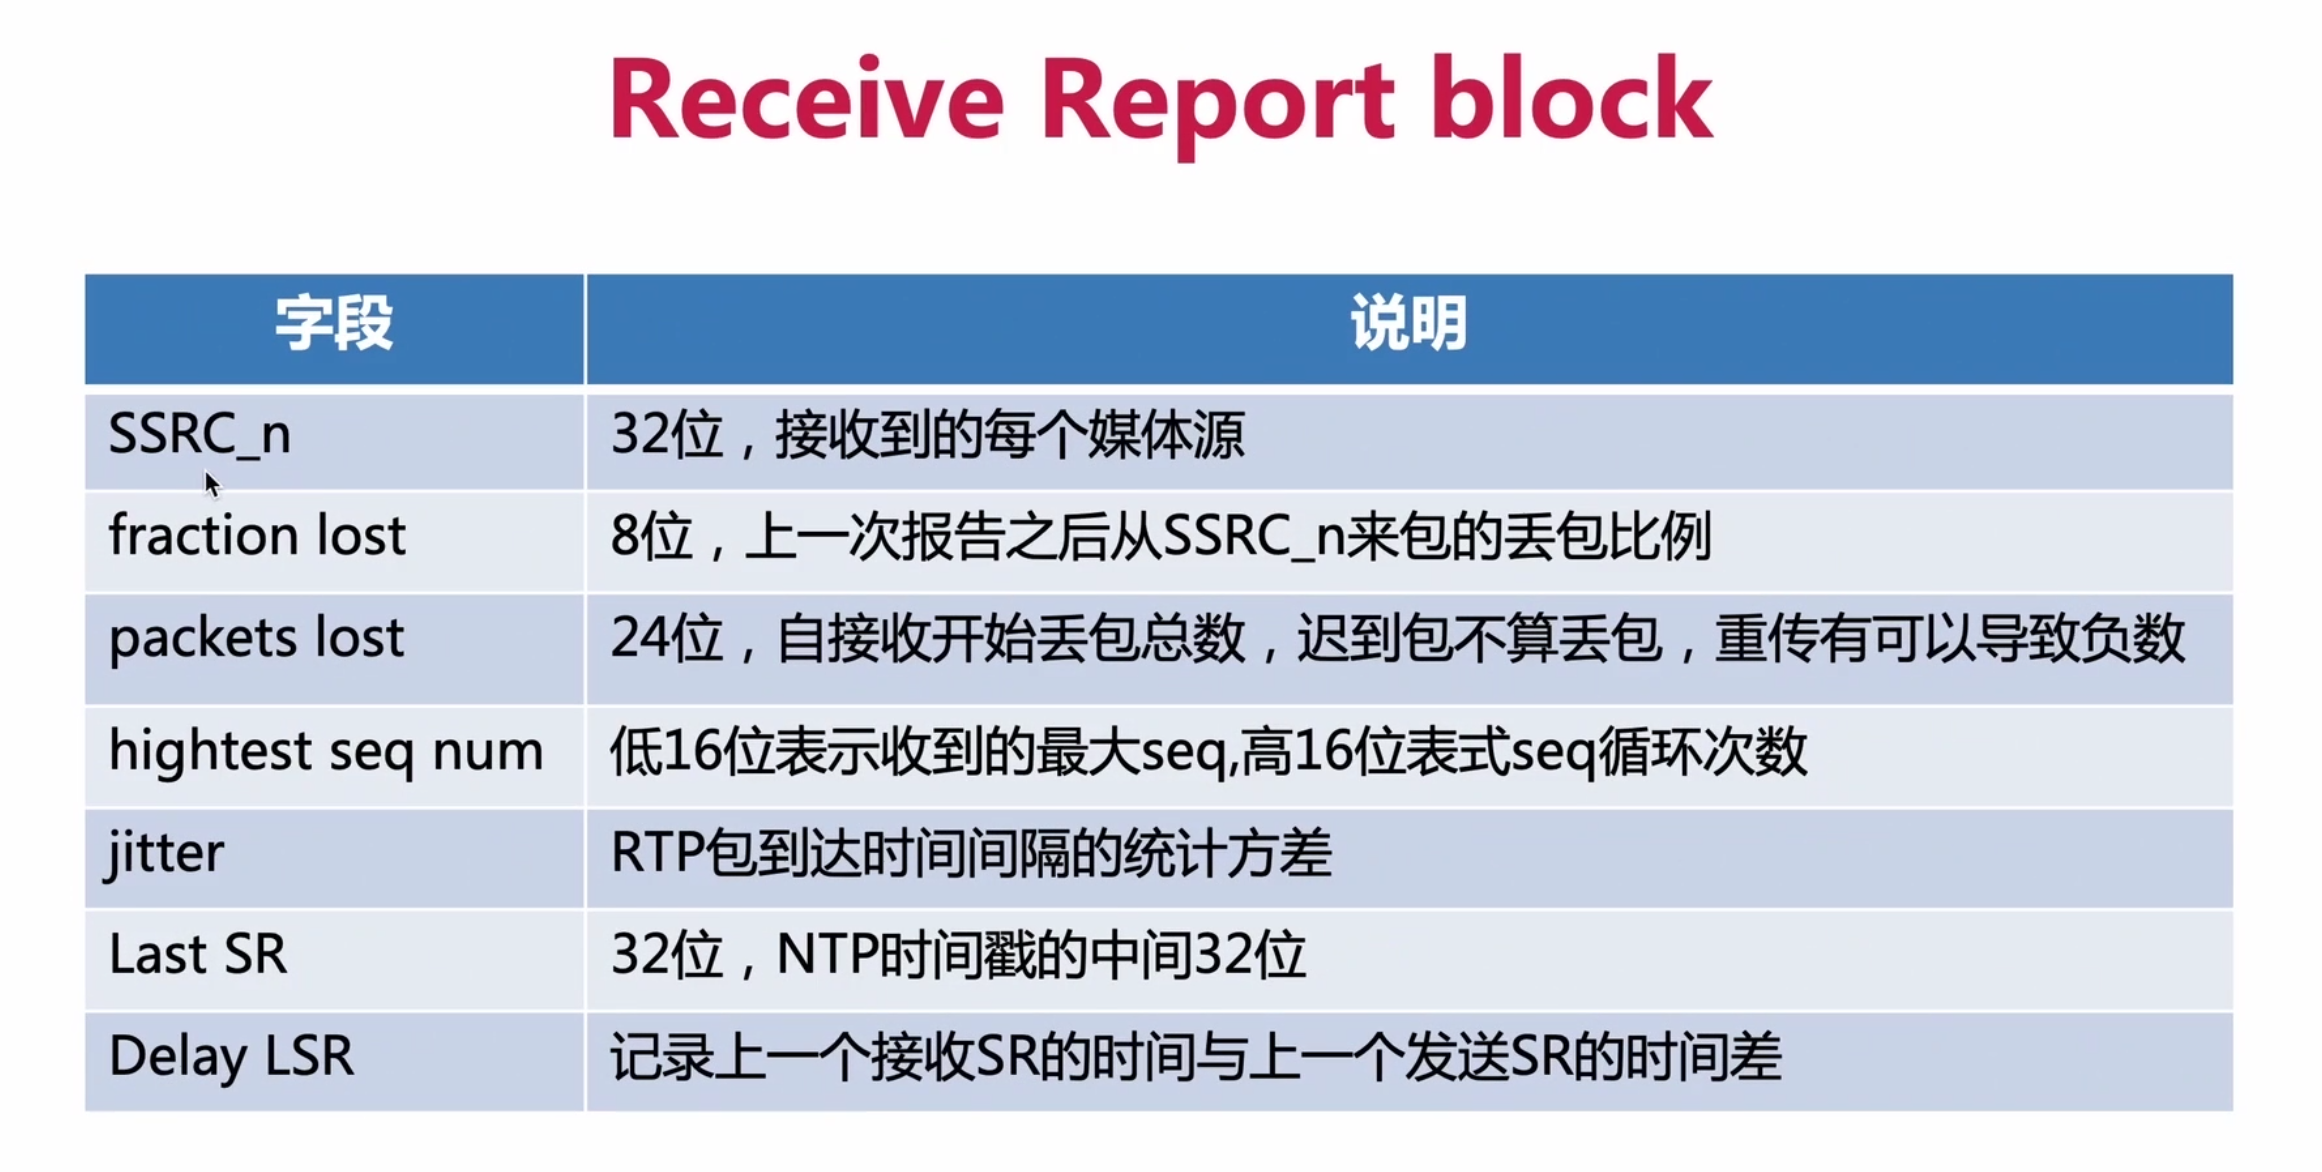 Receive Report block
字段 说明
SSRC_n 32位，接收到的每个媒体源
fraction lost 8位，上一次报告之后从SSRC_n来包的丢包比例
packets lost 24位，自接收开始丢包总数，迟到包不算丢包，重传有可以导致负数
hightest seq num 低16位表示收到的最大seq,高16位表式seq循环次数
jitter RTP包到达时间间隔的统计方差
Last SR 32位，NTP时间戳的中间32位
Delay LSR 记录上一个接收SR的时间与上一个发送SR的时间差